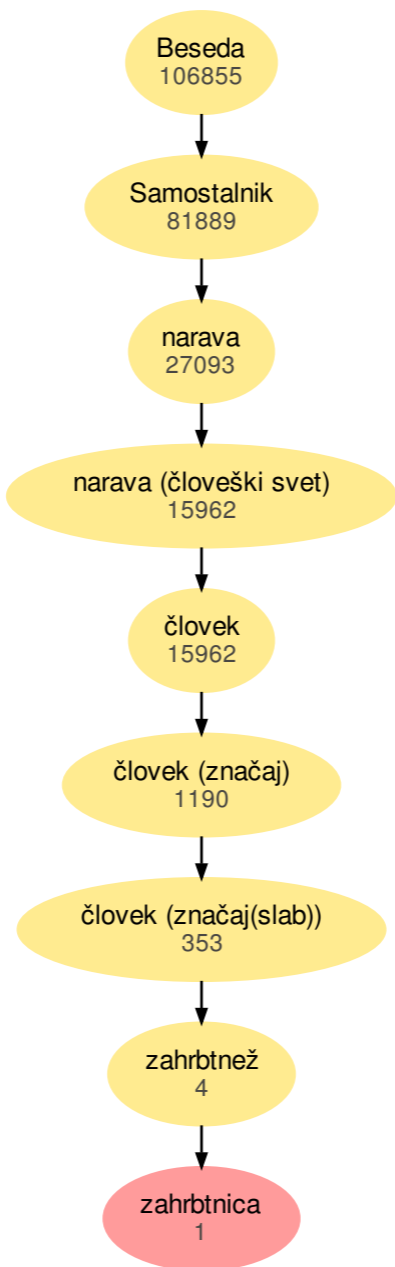 Beseda
106855
Samostalnik
81889
narava
27093
narava (človeški svet)
15962
človek
15962
človek (značaj)
1190
človek (značaj(slab))
353
zahrbtnež
4
zahrbtnica
1